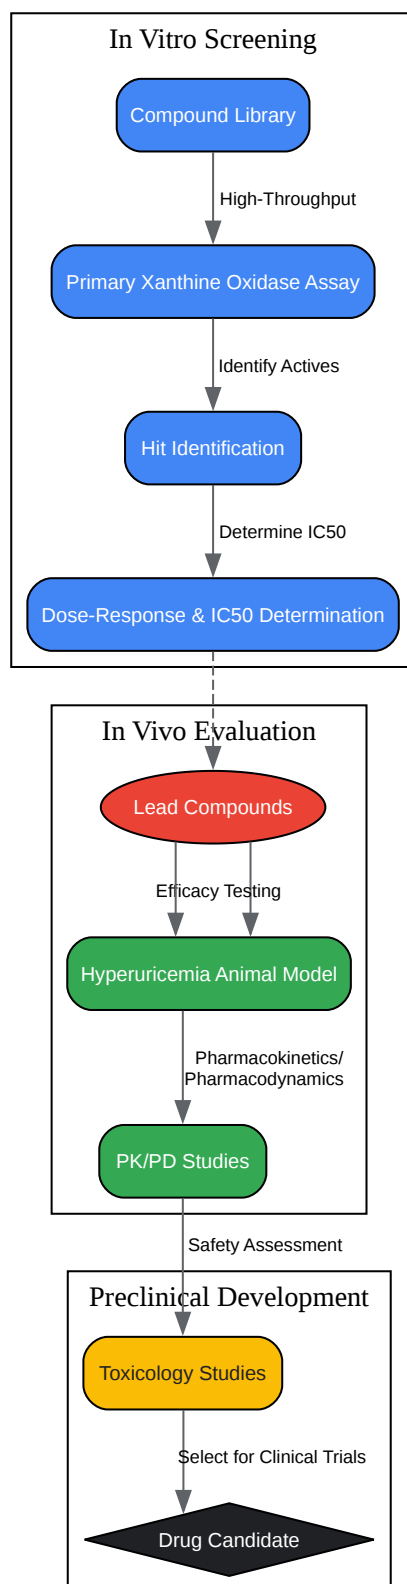 In Vitro Screening
Compound Library
High-Throughput
Primary Xanthine Oxidase Assay
Identify Actives
Hit Identification
Determine IC50
Dose-Response & IC50 Determination
In Vivo Evaluation
Lead Compounds
Efficacy Testing
Hyperuricemia Animal Model
Pharmacokinetics/
Pharmacodynamics
PK/PD Studies
Safety Assessment
Preclinical Development
Toxicology Studies
Select for Clinical Trials
Drug Candidate